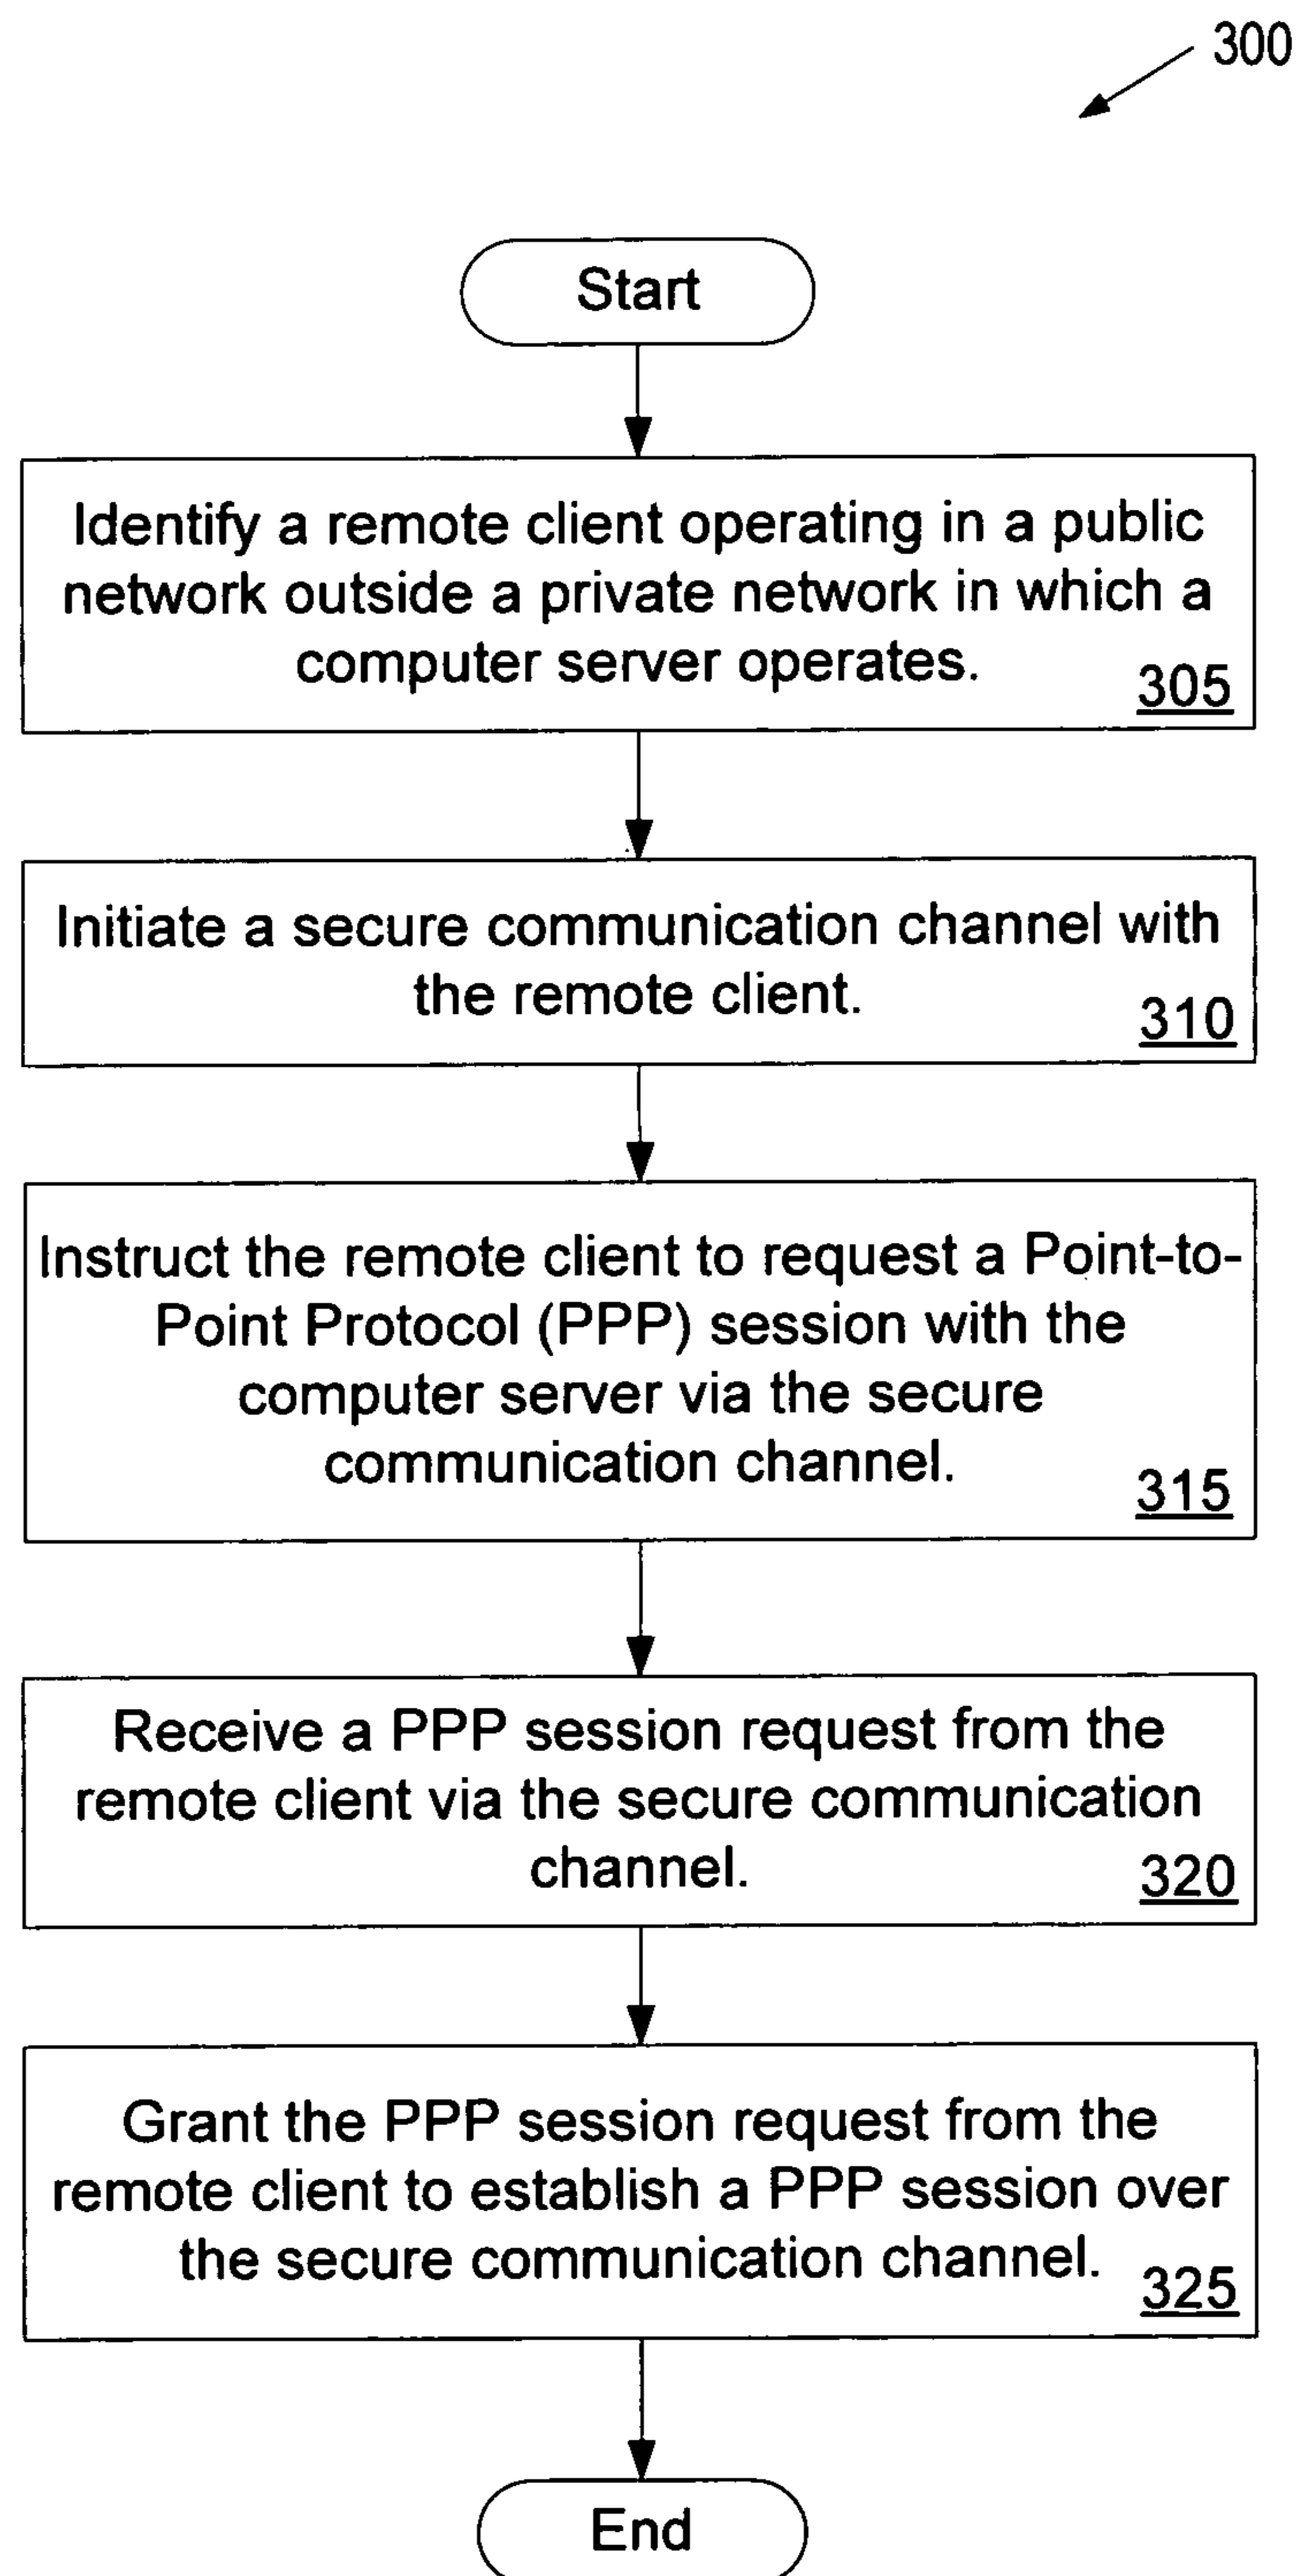 300
Start
Identify a remote client operating in a public
network outside a private network in which a
computer server operates.
305
Initiate a secure communication channel with
the remote client.
310
Instruct the remote client to request a Point-to-
Point Protocol (PPP) session with the
computer server via the secure
communication channel.
315
Receive a PPP session request from the
remote client via the secure communication
channel.
320
Grant the PPP session request from the
remote client to establish a PPP session over
the secure communication channel.
325
End